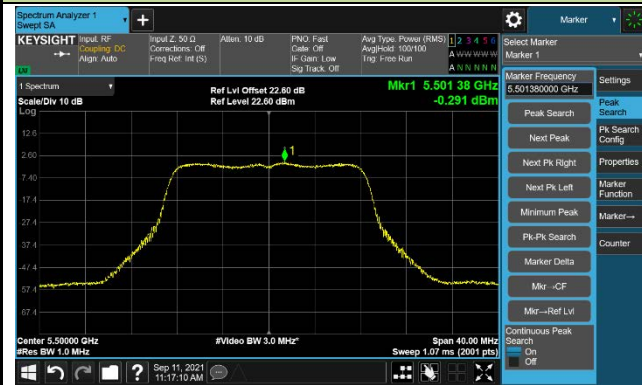 Spectrum Analyzer 1
Swept SA
+
Marker
KEYSIGHT
Input: RF
Coupling: DC
Align: Auto
Input Z: 50 Ω
Corrections: Off
Freq Ref: Int (S)
Atten: 10 dB
PNO: Fast
Gate: Off
IF Gain: Low
Sig Track: Off
Avg Type: Power (RMS)
Avg|Hold: 100/100
Trig: Free Run
1 2 3 4 5 6
A W W W W W
A N N N N N
LXI
Select Marker
Marker 1
1 Spectrum
Scale/Div 10 dB
Log
Ref Lvl Offset 22.60 dB
Ref Level 22.60 dBm
Mkr1 5.501 38 GHz
-0.291 dBm
1
12.6
2.60
-7.40
-17.4
-27.4
-37.4
-47.4
-57.4
-67.4
Center 5.50000 GHz
#Res BW 1.0 MHz
#Video BW 3.0 MHz*
Span 40.00 MHz
Sweep 1.07 ms (2001 pts)
Marker Frequency
5.501380000 GHz
Peak Search
Next Peak
Next Pk Right
Next Pk Left
Minimum Peak
Pk-Pk Search
Marker Delta
Mkr→CF
Mkr→Ref Lvl
Continuous Peak
Search
On
Off
Settings
Peak
Search
Pk Search
Config
Properties
Marker
Function
Marker→
Counter
?
Sep 11, 2021
11:17:10 AM